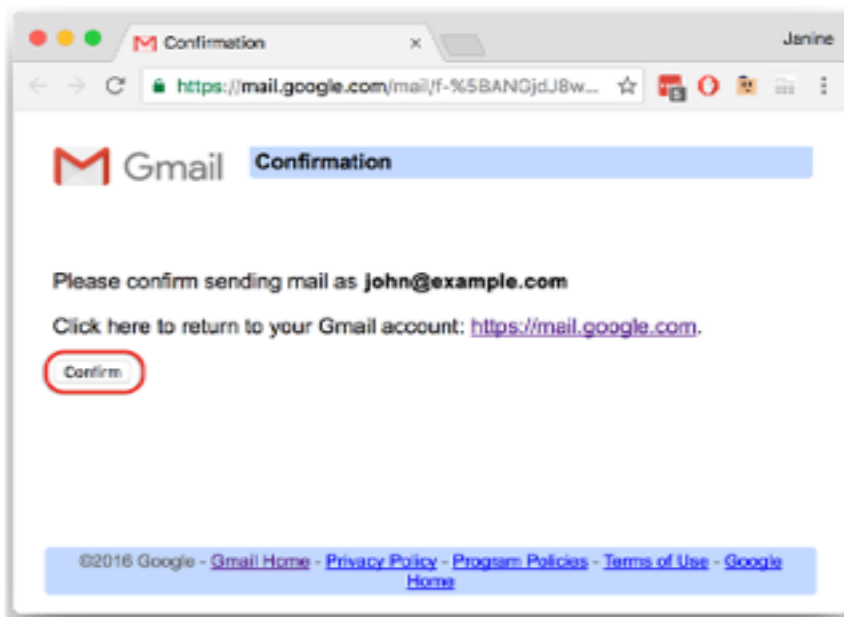 Confirmation
Janine
https://mail.google.com/mail/f-%5BANGjdJ8w...
Gmail
Confirmation
Please confirm sending mail as john@example.com
Click here to return to your Gmail account: https://mail.google.com.
Confirm
©2016 Google - Gmail Home - Privacy Policy - Program Policies - Terms of Use - Google
Home